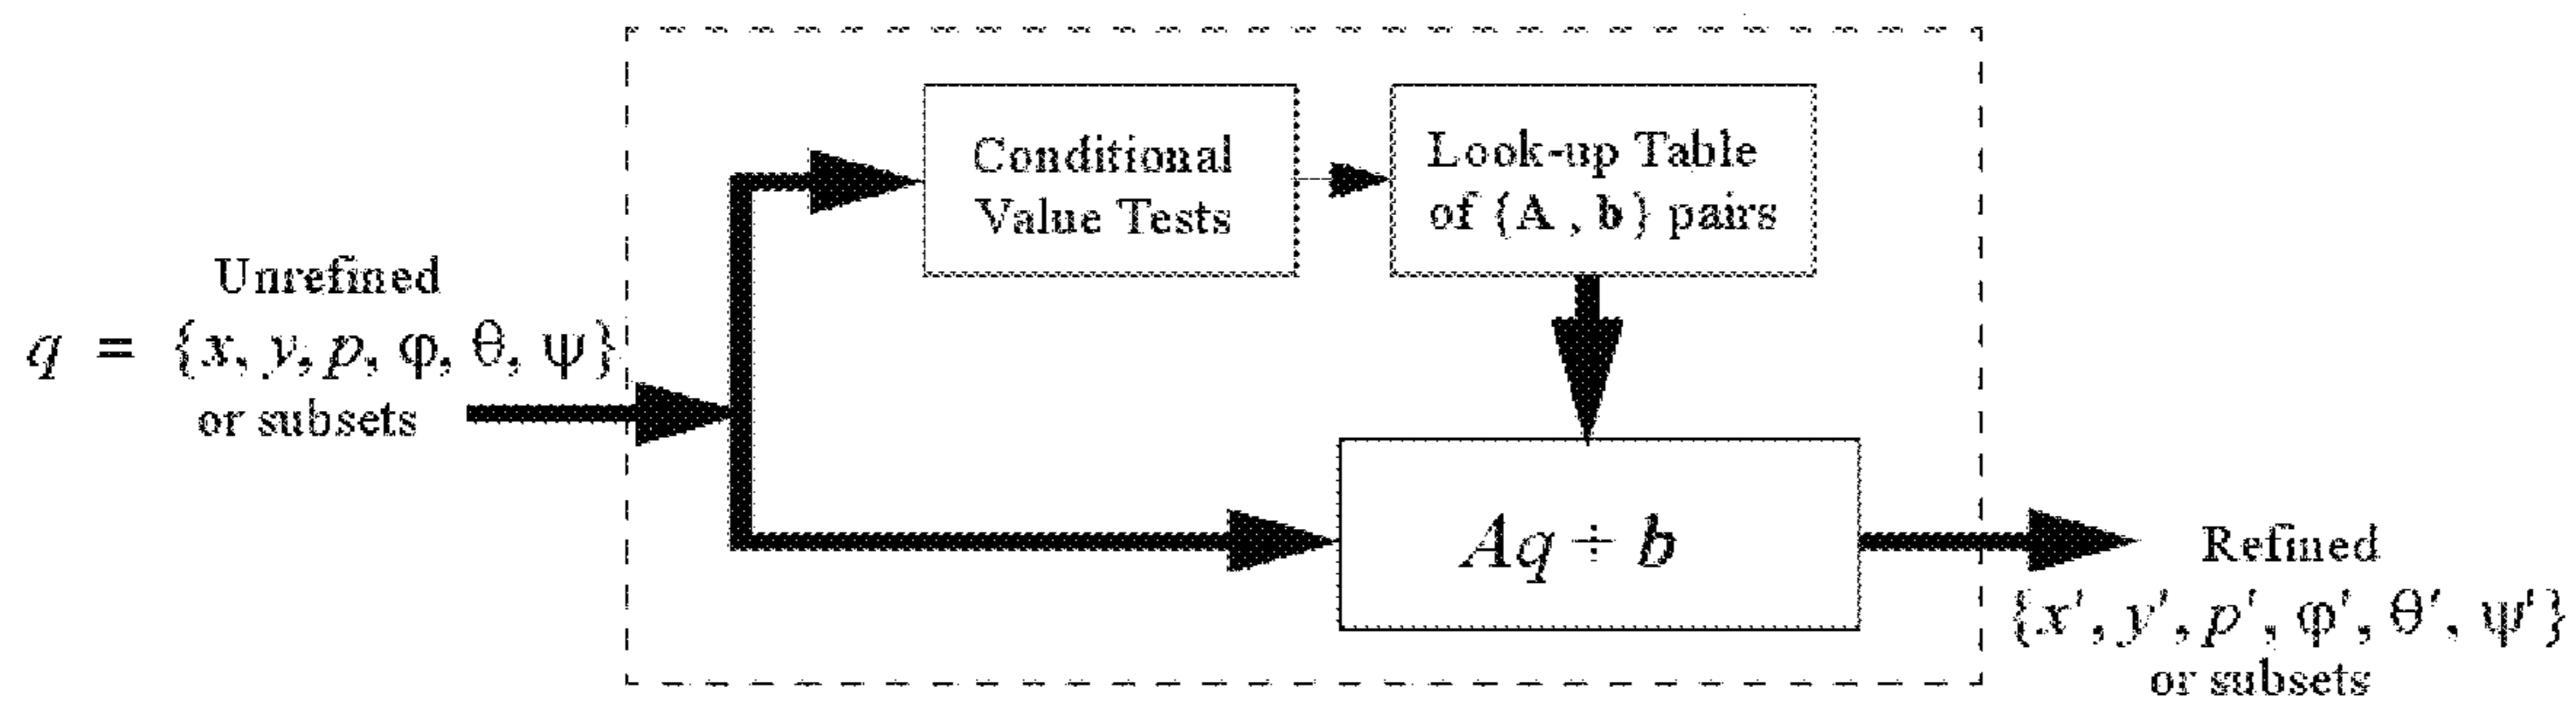 Conditional
Value Tests
Look-up Table
of {A , b} pairs
Unrefined
q = {x, y, p, φ, θ, ψ}
or subsets
Aq ÷ b
Refined
{x′, y′, p′, φ′, θ′, ψ′}
or subsets